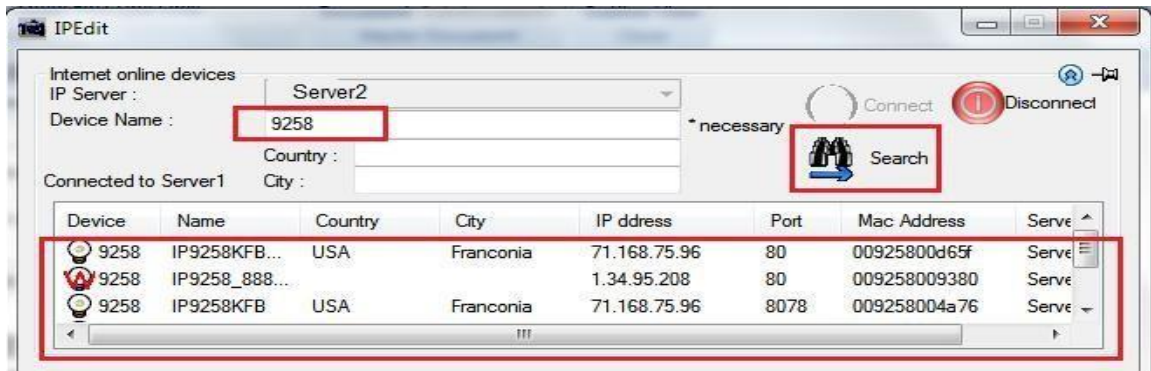 IPEdit
Internet online devices
IP Server : Server2
Connect Disconnect
Device Name : 9258 * necessary
Search
Country :
Connected to Server1 City :
Device Name Country City IP ddress Port Mac Address Serve
9258 IP9258KFB... USA Franconia 71.168.75.96 80 00925800d65f Serve
9258 IP9258_888... 1.34.95.208 80 009258009380 Serve
9258 IP9258KFB USA Franconia 71.168.75.96 8078 009258004a76 Serve